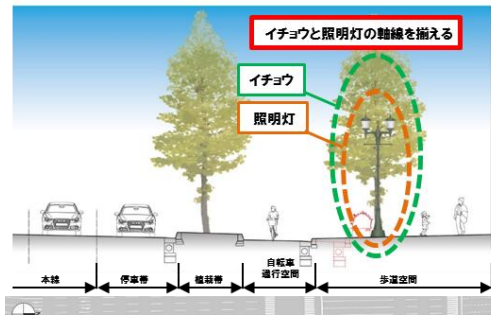 イチョウと照明灯の軸線を揃える
イチョウ
照明灯
本線
停車帯
植栽帯
自転車
通行空間
歩道空間